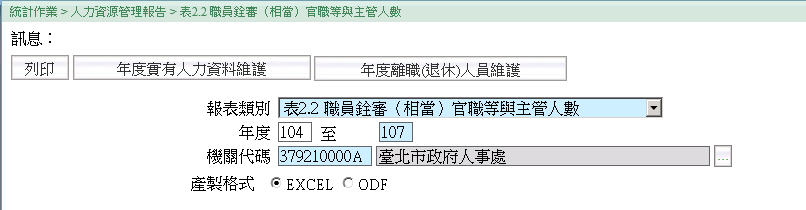 統計作業 > 人力資源管理報告 > 表2.2 職員銓審（相當）官職等與主管人數
訊息：
列印 年度實有人力資料維護 年度離職(退休)人員維護
報表類別 表2.2 職員銓審（相當）官職等與主管人數
年度 104 至 107
機關代碼 379210000A 臺北市政府人事處 ...
產製格式 EXCEL ODF